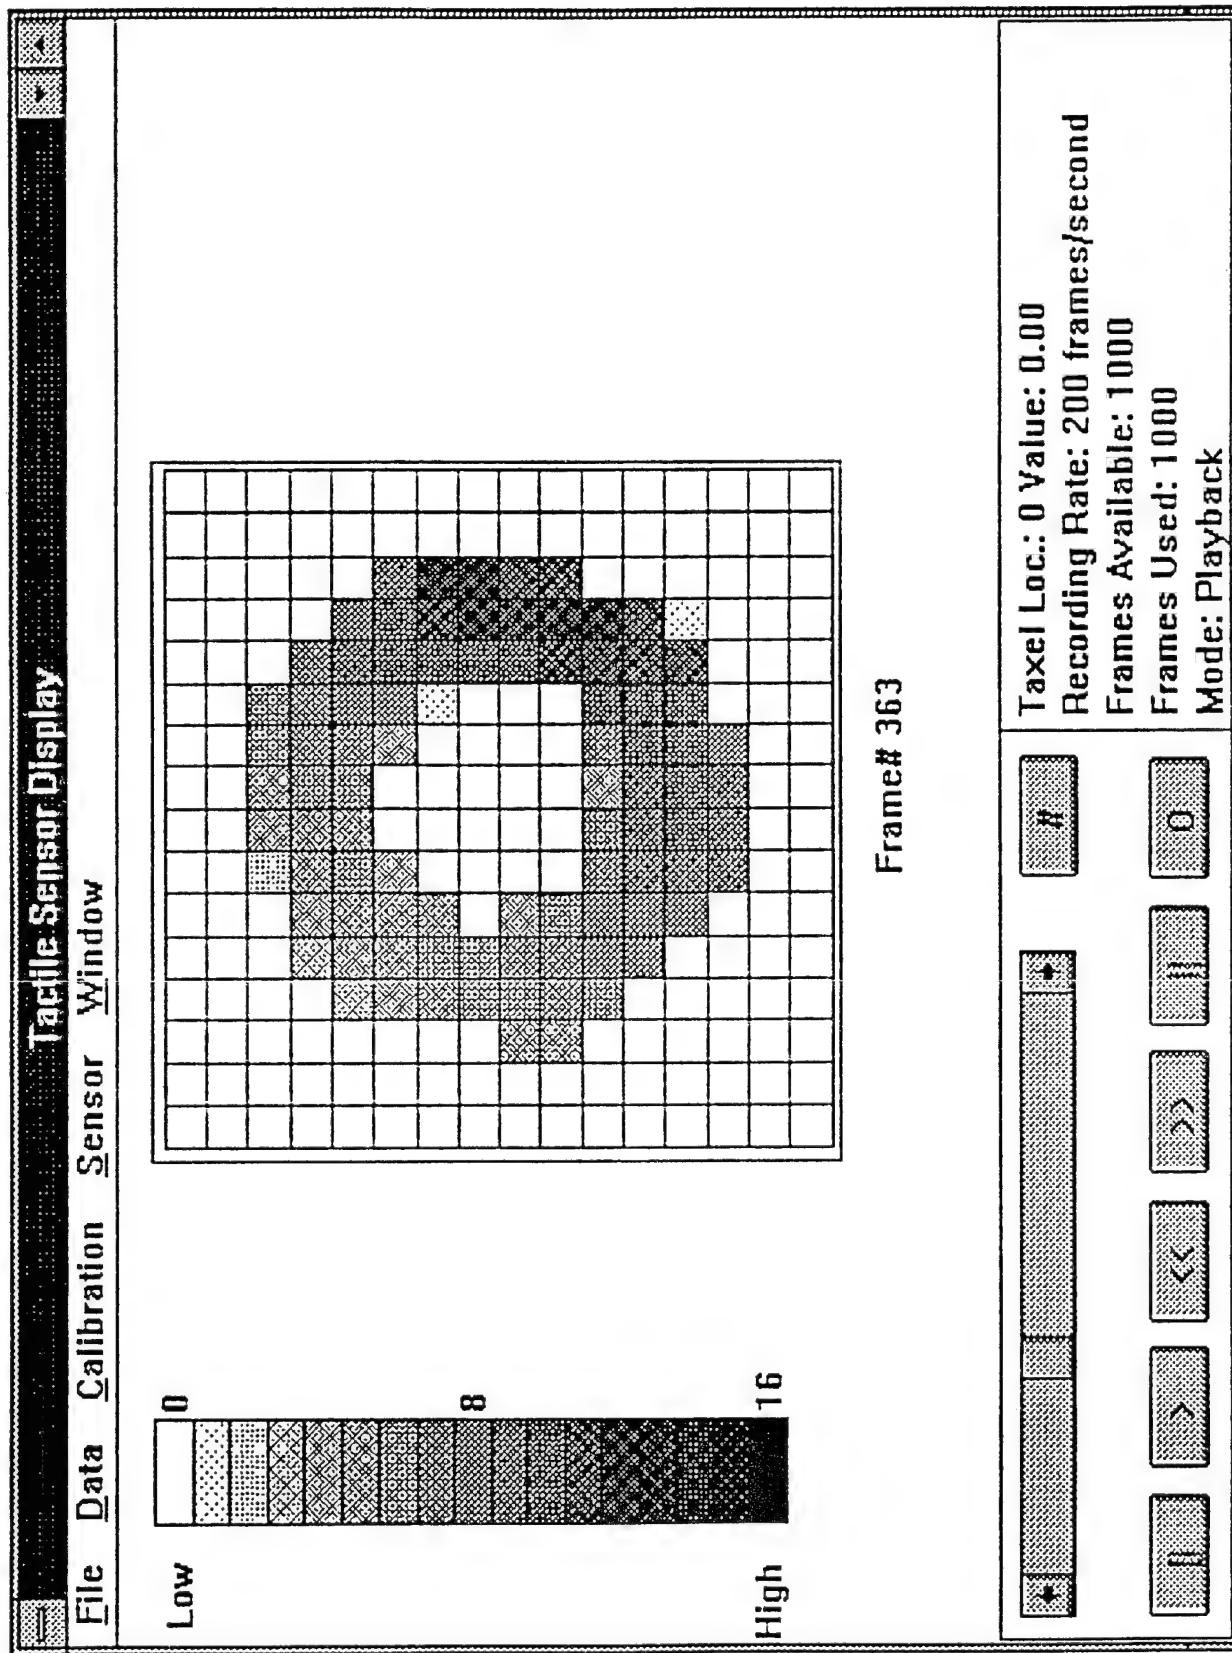 Tactile Sensor Display
File Data Calibration Sensor Window
Low 0
8
High 16
Frame# 363
#
|| > << >> || O
Taxel Loc.: 0 Value: 0.00
Recording Rate: 200 frames/second
Frames Available: 1000
Frames Used: 1000
Mode: Playback